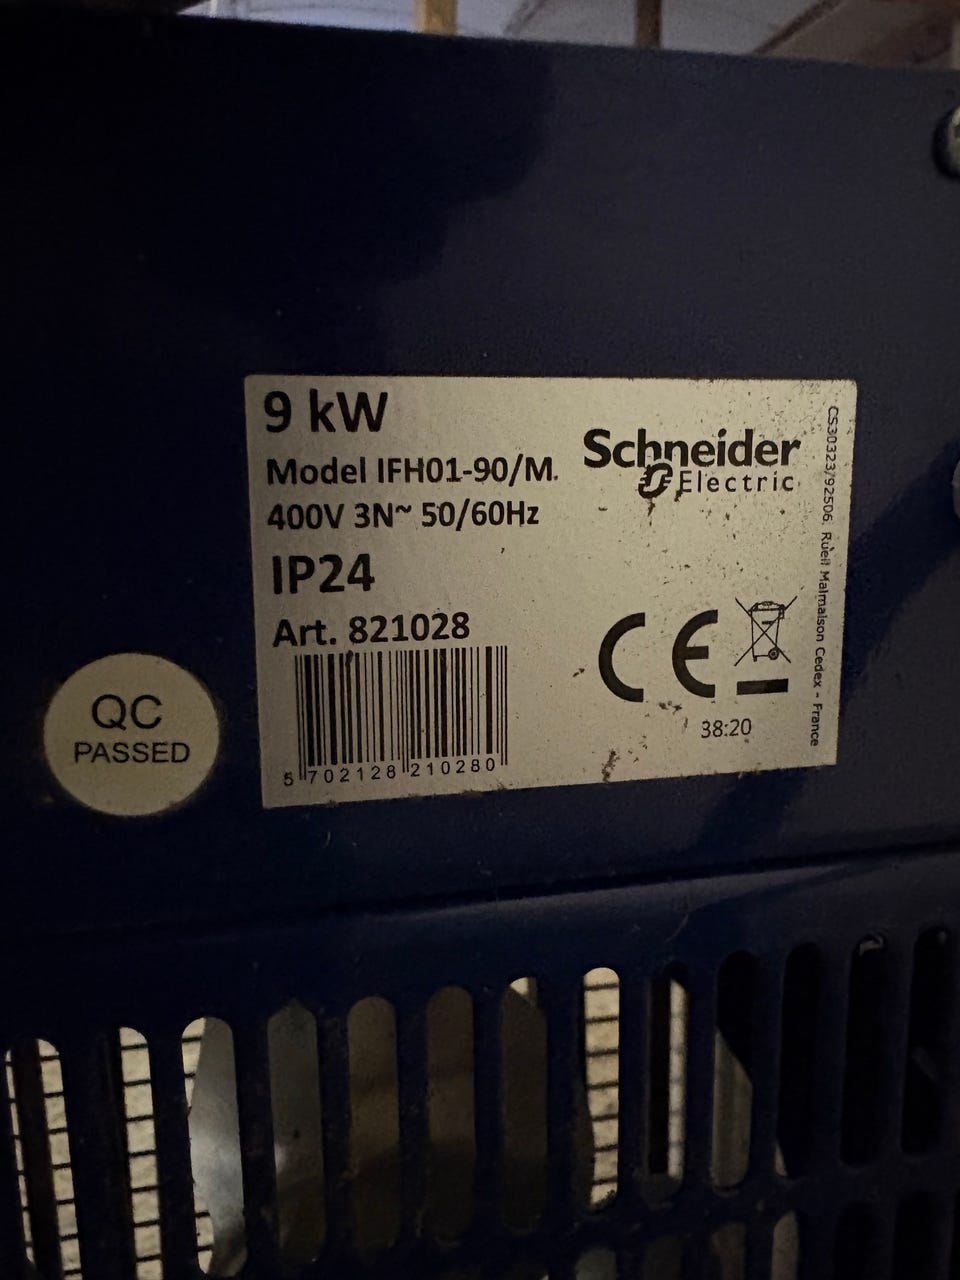 9 kW
Model IFH01-90/M.
400V 3N~ 50/60Hz
IP24
Art. 821028
5 702128 210280
Schneider
Electric
CE
38:20
CS30323/92506, Rueil Malmaison Cedex - France
QC
PASSED